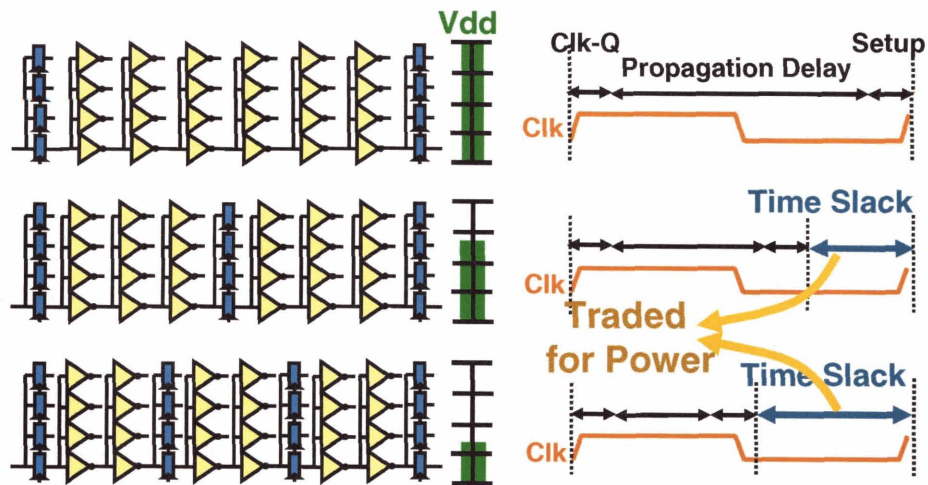 Vdd
Clk-Q
Setup
Propagation Delay
Clk
Time Slack
Clk
Traded
for Power
Time Slack
Clk